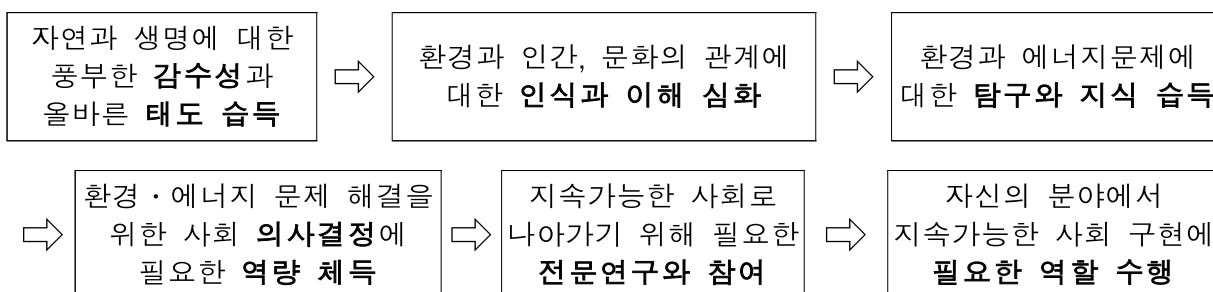 자연과 생명에 대한
풍부한 감수성과
올바른 태도 습득
환경과 인간, 문화의 관계에
대한 인식과 이해 심화
환경과 에너지문제에
대한 탐구와 지식 습득
환경・에너지 문제 해결을
위한 사회 의사결정에
필요한 역량 체득
지속가능한 사회로
나아가기 위해 필요한
전문연구와 참여
자신의 분야에서
지속가능한 사회 구현에
필요한 역할 수행